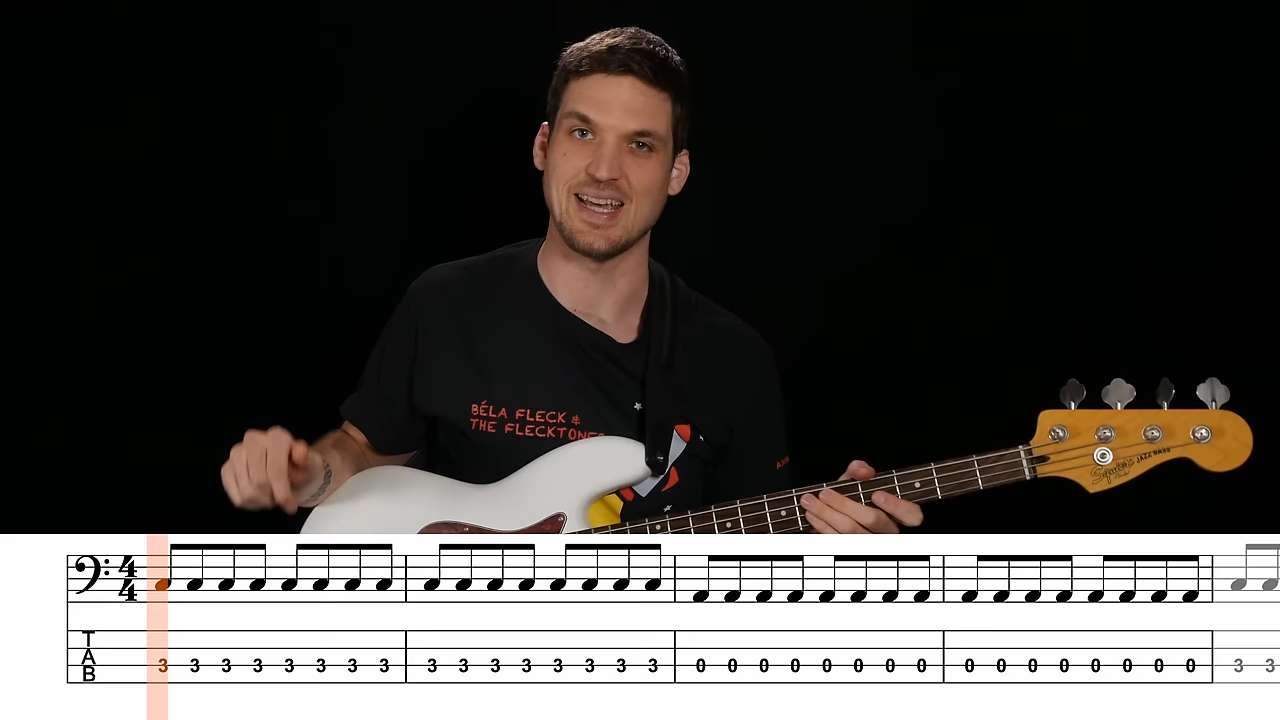 BÉLA FLECK &
THE FLECKTONES
Squier JAZZ BASS
4
4
T
A
B
3 3 3 3 3 3 3 3 3 3 3 3 3 3 3 3 0 0 0 0 0 0 0 0 0 0 0 0 0 0 0 0 3 3